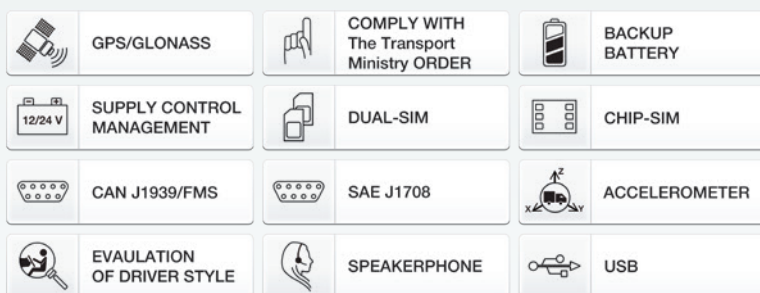 GPS/GLONASS
COMPLY WITH
The Transport
Ministry ORDER
BACKUP
BATTERY
12/24 V
SUPPLY CONTROL
MANAGEMENT
DUAL-SIM
CHIP-SIM
CAN J1939/FMS
SAE J1708
Z
X
Y
ACCELEROMETER
EVAULATION
OF DRIVER STYLE
SPEAKERPHONE
USB